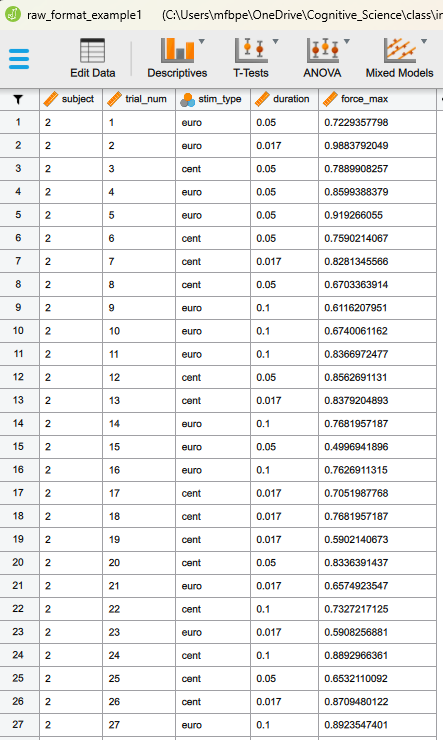 raw_format_example1 (C:\Users\mfbpe\OneDrive\Cognitive_Science\class\in
Edit Data Descriptives T-Tests ANOVA Mixed Models
subject trial_num stim_type duration force_max
1 2 1 euro 0.05 0.7229357798
2 2 2 euro 0.017 0.9883792049
3 2 3 cent 0.05 0.7889908257
4 2 4 euro 0.05 0.8599388379
5 2 5 euro 0.05 0.919266055
6 2 6 cent 0.05 0.7590214067
7 2 7 cent 0.017 0.8281345566
8 2 8 cent 0.05 0.6703363914
9 2 9 euro 0.1 0.6116207951
10 2 10 euro 0.1 0.6740061162
11 2 11 euro 0.1 0.8366972477
12 2 12 cent 0.05 0.8562691131
13 2 13 cent 0.017 0.8379204893
14 2 14 euro 0.1 0.7681957187
15 2 15 euro 0.05 0.4996941896
16 2 16 euro 0.1 0.7626911315
17 2 17 cent 0.017 0.7051987768
18 2 18 cent 0.017 0.7681957187
19 2 19 cent 0.017 0.5902140673
20 2 20 cent 0.05 0.8336391437
21 2 21 euro 0.017 0.6574923547
22 2 22 cent 0.1 0.7327217125
23 2 23 euro 0.017 0.5908256881
24 2 24 cent 0.1 0.8892966361
25 2 25 cent 0.05 0.6532110092
26 2 26 cent 0.017 0.8709480122
27 2 27 euro 0.1 0.8923547401